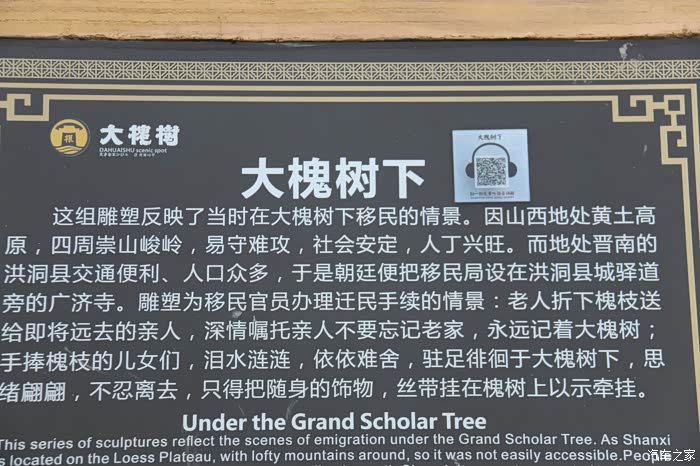 大槐樹
DAHUAISHU scenic spot
大槐树下
大槐树下
这组雕塑反映了当时在大槐树下移民的情景。因山西地处黄土高
原，四周崇山峻岭，易守难攻，社会安定，人丁兴旺。而地处晋南的
洪洞县交通便利、人口众多，于是朝廷便把移民局设在洪洞县城驿道
旁的广济寺。雕塑为移民官员办理迁民手续的情景：老人折下槐枝送
给即将远去的亲人，深情嘱托亲人不要忘记老家，永远记着大槐树；
手捧槐枝的儿女们，泪水涟涟，依依难舍，驻足徘徊于大槐树下，思
绪翩翩，不忍离去，只得把随身的饰物，丝带挂在槐树上以示牵挂。
Under the Grand Scholar Tree
This series of sculptures reflect the scenes of emigration under the Grand Scholar Tree. As Shanxi
is located on the Loess Plateau, with lofty mountains around, so it was not easily accessible.People
汽车之家